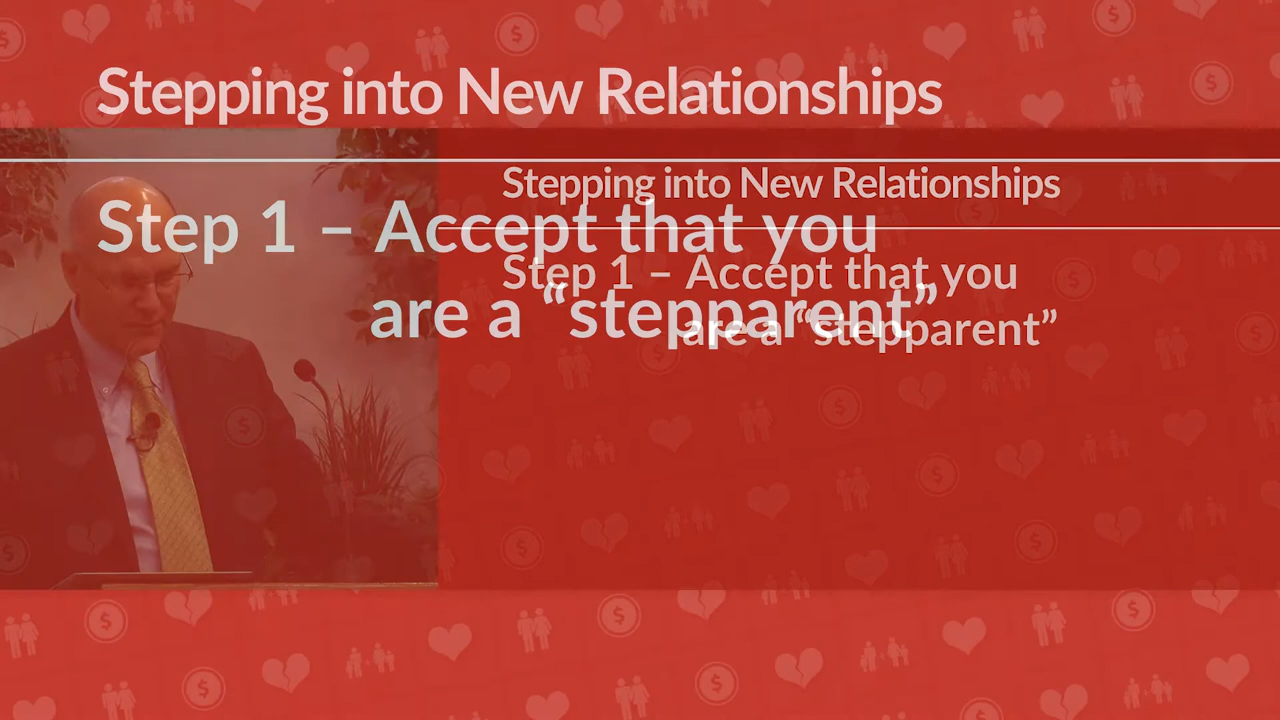 Stepping into New Relationships
Step 1 – Accept that you
are a “stepparent”
Stepping into New Relationships
Step 1 – Accept that you
are a “stepparent”